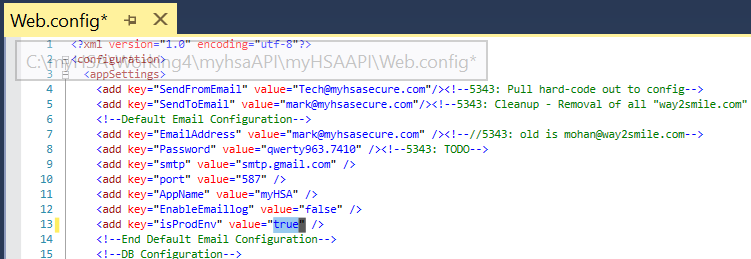 Web.config*
1 <?xml version="1.0" encoding="utf-8"?>
C:\myHSA\Working4\myhsaAPI\myHSAAPI\Web.config*
2 <configuration>
3 <appSettings>
4 <add key="SendFromEmail" value="Tech@myhsasecure.com"/><!--5343: Pull hard-code out to config-->
5 <add key="SendToEmail" value="mark@myhsasecure.com"/><!--5343: Cleanup - Removal of all "way2smile.com"
6 <!--Default Email Configuration-->
7 <add key="EmailAddress" value="mark@myhsasecure.com" /><!--//5343: old is mohan@way2smile.com-->
8 <add key="Password" value="qwerty963.7410" /><!--5343: TODO-->
9 <add key="smtp" value="smtp.gmail.com" />
10 <add key="port" value="587" />
11 <add key="AppName" value="myHSA" />
12 <add key="EnableEmaillog" value="false" />
13 <add key="isProdEnv" value="true" />
14 <!--End Default Email Configuration-->
15 <!--DB Configuration-->